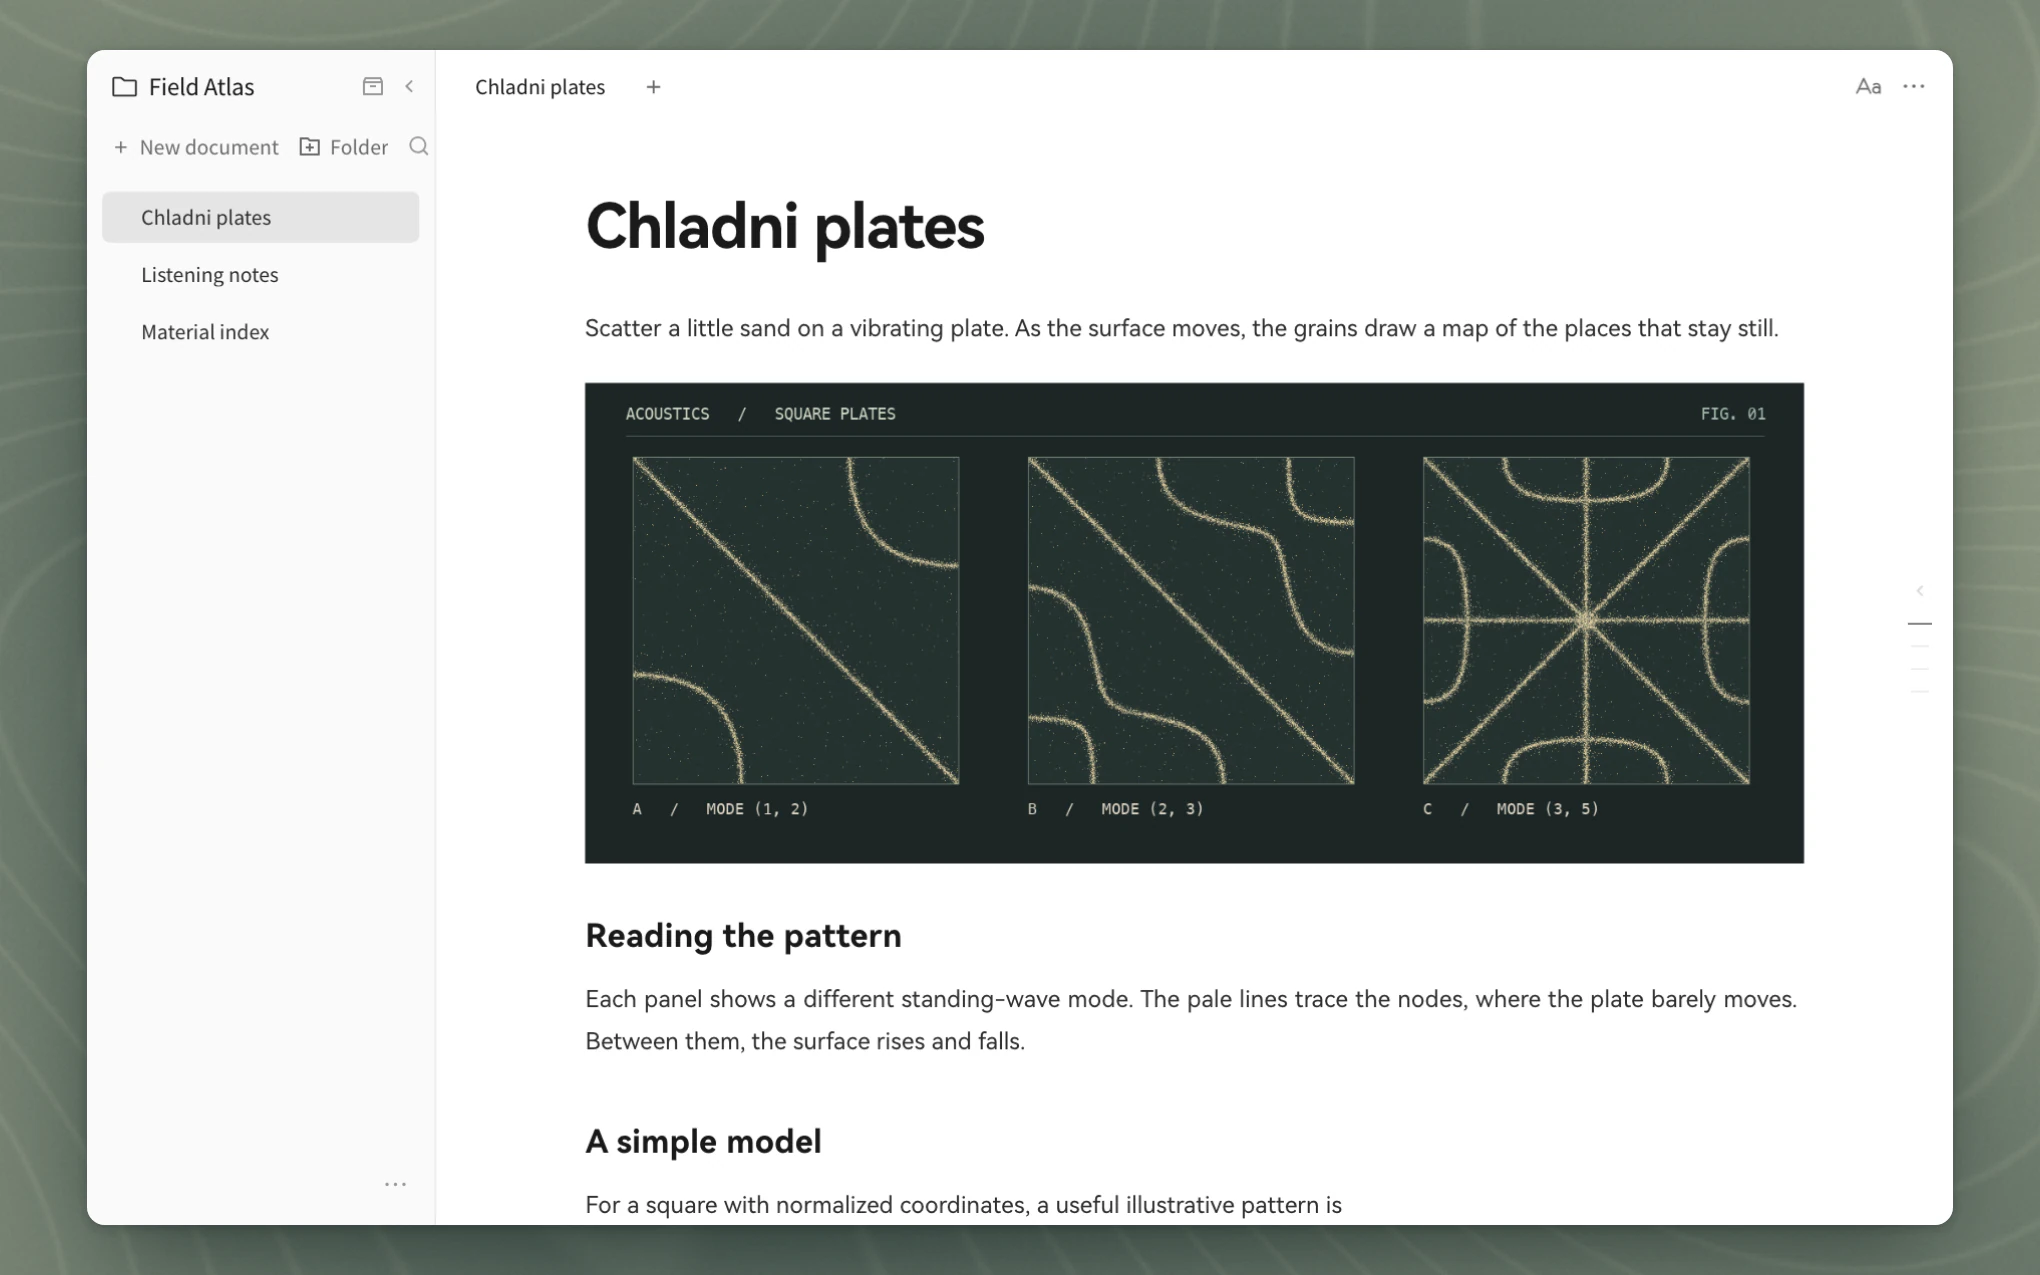 Field Atlas
+ New document Folder
Chladni plates
Listening notes
Material index
Chladni plates +
Aa
Chladni plates
Scatter a little sand on a vibrating plate. As the surface moves, the grains draw a map of the places that stay still.
ACOUSTICS / SQUARE PLATES FIG. 01
A / MODE (1, 2) B / MODE (2, 3) C / MODE (3, 5)
Reading the pattern
Each panel shows a different standing-wave mode. The pale lines trace the nodes, where the plate barely moves.
Between them, the surface rises and falls.
A simple model
For a square with normalized coordinates, a useful illustrative pattern is